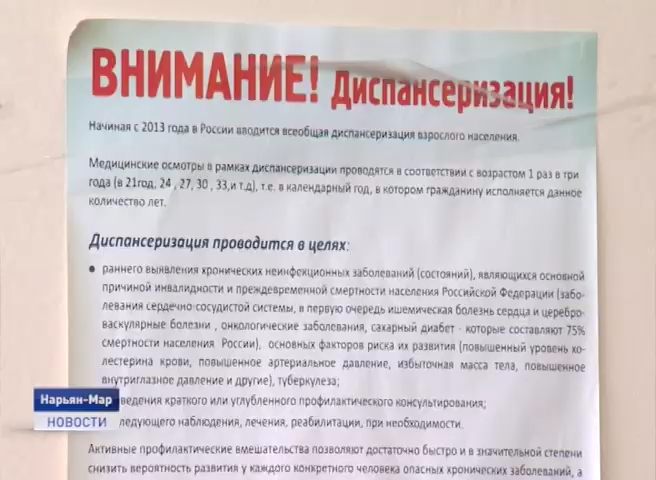 ВНИМАНИЕ! Диспансеризация!
Начиная с 2013 года в России вводится всеобщая диспансеризация взрослого населения.
Медицинские осмотры в рамках диспансеризации проводятся в соответствии с возрастом 1 раз в три
года (в 21год, 24 , 27, 30 , 33,и т.д), т.е. в календарный год, в котором гражданину исполняется данное
количество лет.
Диспансеризация проводится в целях:
● раннего выявления хронических неинфекционных заболеваний (состояний), являющихся основной
причиной инвалидности и преждевременной смертности населения Российской Федерации (забо-
левания сердечно-сосудистой системы, в первую очередь ишемическая болезнь сердца и церебро-
васкулярные болезни , онкологические заболевания, сахарный диабет - которые составляют 75%
смертности населения России), основных факторов риска их развития (повышенный уровень хо-
лестерина крови, повышенное артериальное давление, избыточная масса тела, повышенное
внутриглазное давление и другие), туберкулеза;
ведения краткого или углубленного профилактического консультирования;
следующего наблюдения, лечения, реабилитации, при необходимости.
Активные профилактические вмешательства позволяют достаточно быстро и в значительной степени
снизить вероятность развития у каждого конкретного человека опасных хронических заболеваний, а
Нарьян-Мар
НОВОСТИ